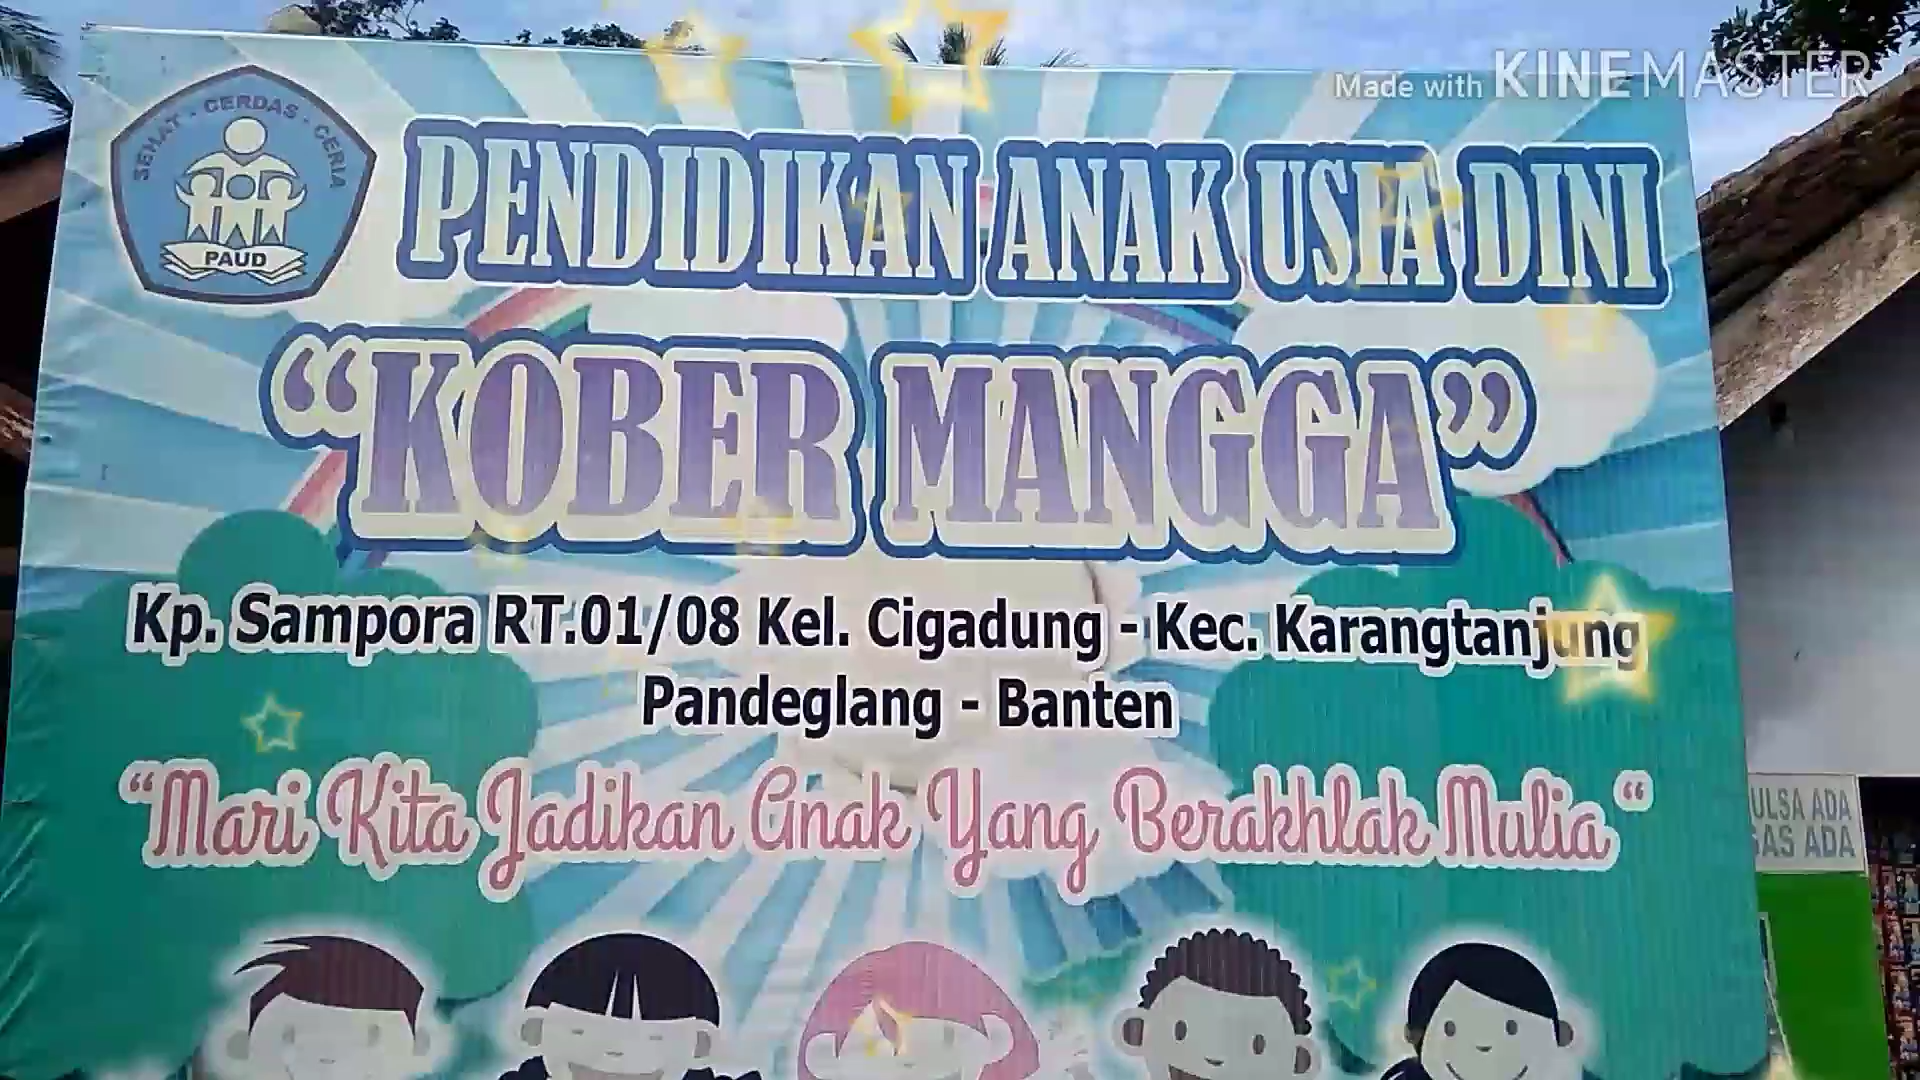 Made with KINEMASTER
SEHAT - CERDAS - CERIA
PAUD
PENDIDIKAN ANAK USIA DINI
“KOBER MANGGA”
Kp. Sampora RT.01/08 Kel. Cigadung - Kec. Karangtanjung
Pandeglang - Banten
“Mari Kita Jadikan Anak Yang Berakhlak Mulia“
ULSA ADA
GAS ADA